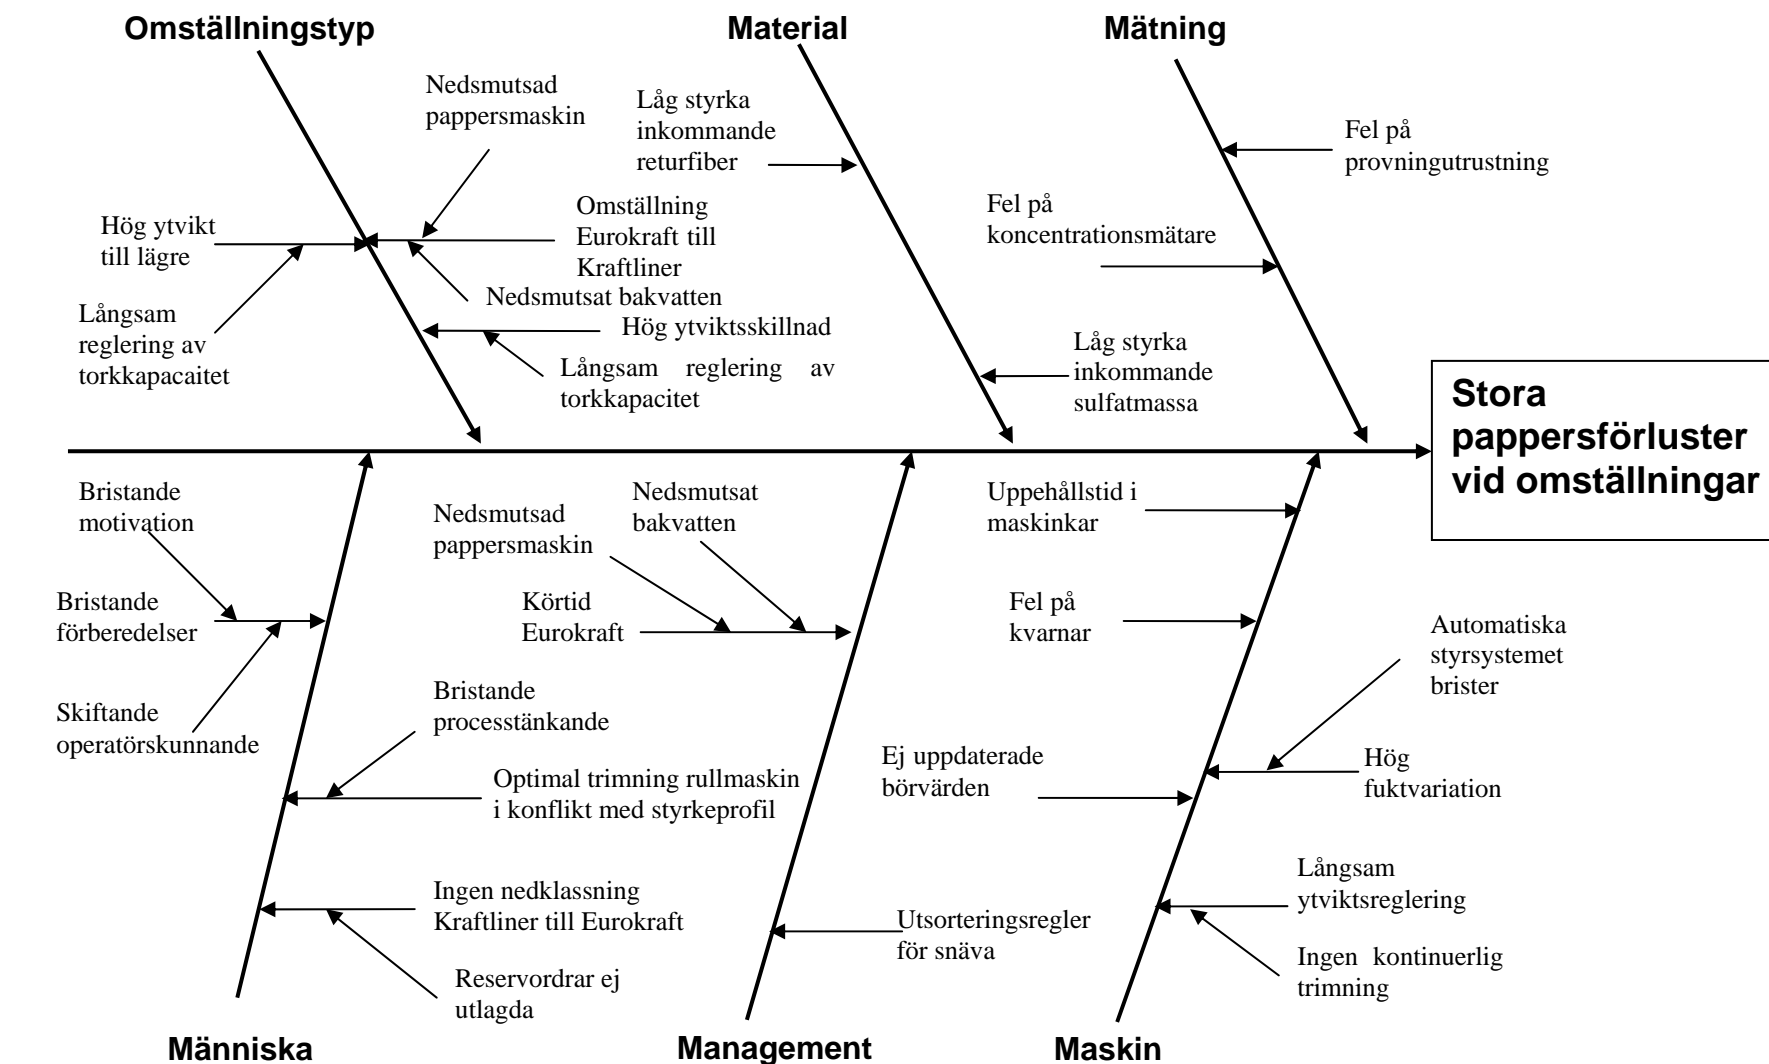 Omställningstyp
Material
Mätning
Nedsmutsad
pappersmaskin
Låg styrka
inkommande
returfiber
Fel på
provningutrustning
Hög ytvikt
till lägre
Omställning
Eurokraft till
Kraftliner
Fel på
koncentrationsmätare
Nedsmutsat bakvatten
Långsam
reglering av
torkkapacaitet
Hög ytviktsskillnad
Långsam reglering av
torkkapacitet
Låg styrka
inkommande
sulfatmassa
Stora
pappersförluster
vid omställningar
Bristande
motivation
Nedsmutsad
pappersmaskin
Nedsmutsat
bakvatten
Uppehållstid i
maskinkar
Bristande
förberedelser
Körtid
Eurokraft
Fel på
kvarnar
Automatiska
styrsystemet
brister
Skiftande
operatörskunnande
Bristande
processtänkande
Optimal trimning rullmaskin
i konflikt med styrkeprofil
Ej uppdaterade
börvärden
Hög
fuktvariation
Ingen nedklassning
Kraftliner till Eurokraft
Utsorteringsregler
för snäva
Långsam
ytviktsreglering
Reservordrar ej
utlagda
Ingen kontinuerlig
trimning
Människa
Management
Maskin